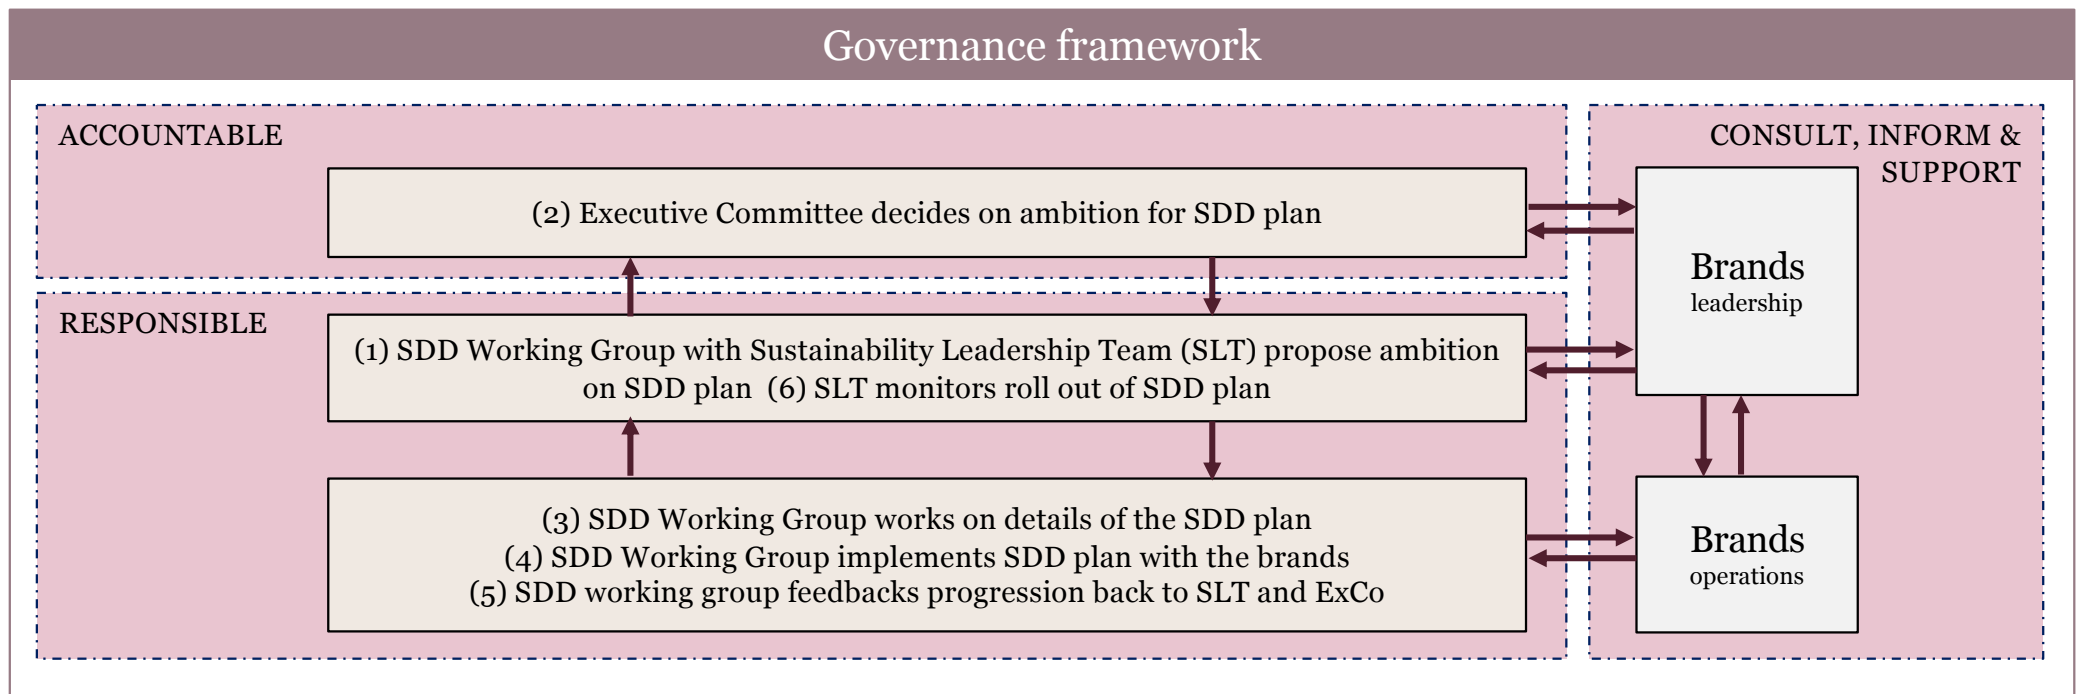 Governance framework
ACCOUNTABLE
(2) Executive Committee decides on ambition for SDD plan
RESPONSIBLE
(1) SDD Working Group with Sustainability Leadership Team (SLT) propose ambition
on SDD plan  (6) SLT monitors roll out of SDD plan
(3) SDD Working Group works on details of the SDD plan
(4) SDD Working Group implements SDD plan with the brands
(5) SDD working group feedbacks progression back to SLT and ExCo
CONSULT, INFORM &
SUPPORT
Brands
leadership
Brands
operations